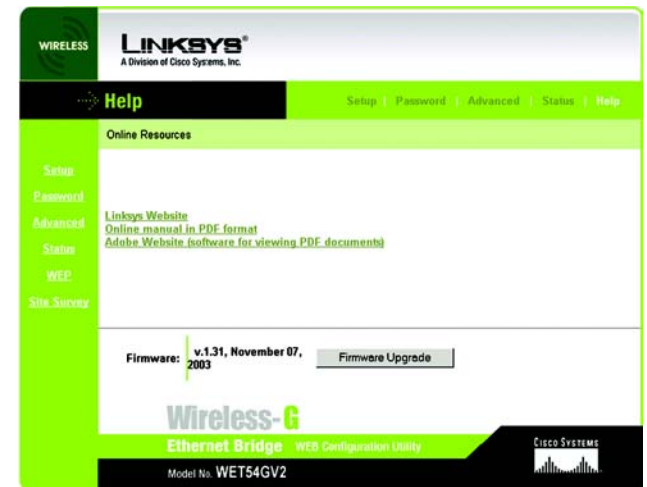 WIRELESS
LINKSYS®
A Division of Cisco Systems, Inc.
Help
Setup | Password | Advanced | Status | Help
Online Resources
Setup
Password
Advanced
Status
WEP
Site Survey
Linksys Website
Online manual in PDF format
Adobe Website (software for viewing PDF documents)
Firmware: v.1.31, November 07,
2003
Firmware Upgrade
Wireless-G
Ethernet Bridge WEB Configuration Utility
Model No. WET54GV2
CISCO SYSTEMS